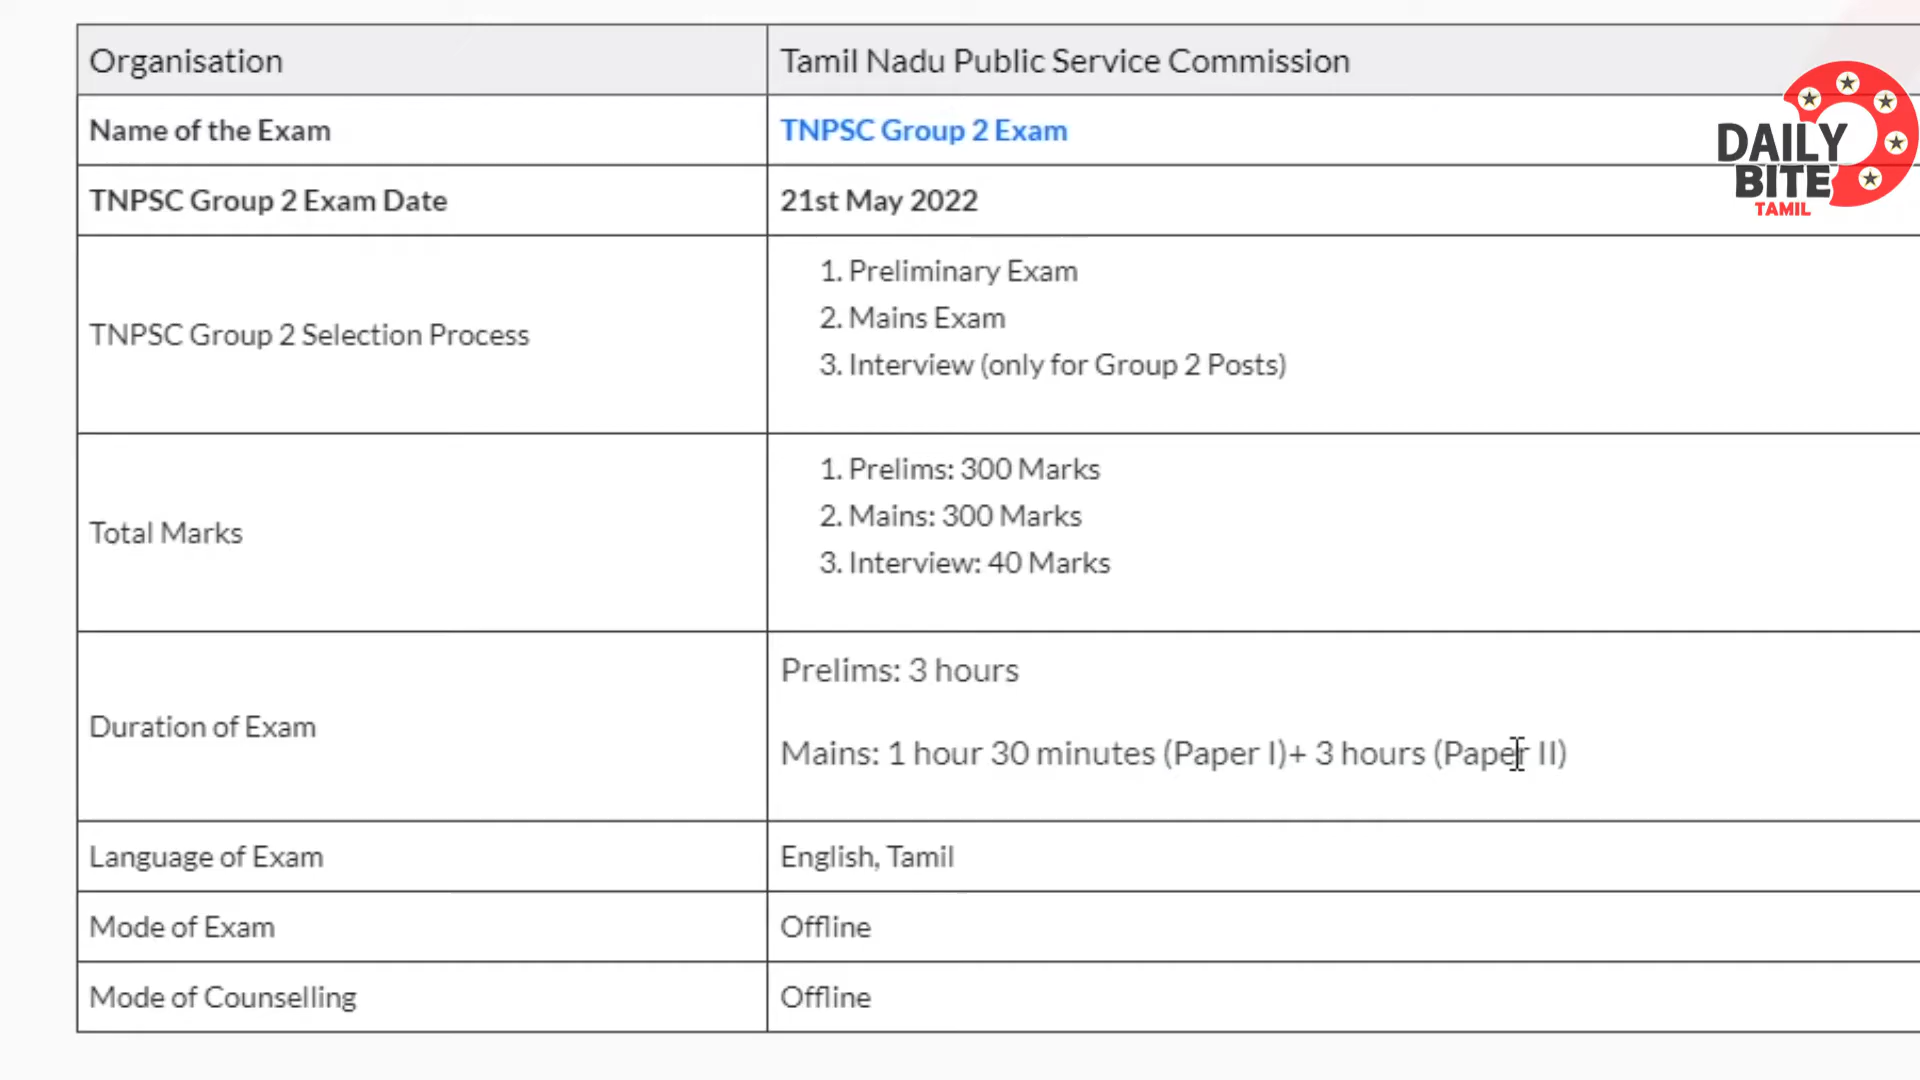 Organisation
Tamil Nadu Public Service Commission
Name of the Exam
TNPSC Group 2 Exam
TNPSC Group 2 Exam Date
21st May 2022
TNPSC Group 2 Selection Process
1. Preliminary Exam
2. Mains Exam
3. Interview (only for Group 2 Posts)
Total Marks
1. Prelims: 300 Marks
2. Mains: 300 Marks
3. Interview: 40 Marks
Duration of Exam
Prelims: 3 hours
Mains: 1 hour 30 minutes (Paper I)+ 3 hours (Paper II)
Language of Exam
English, Tamil
Mode of Exam
Offline
Mode of Counselling
Offline
DAILY
BITE
TAMIL